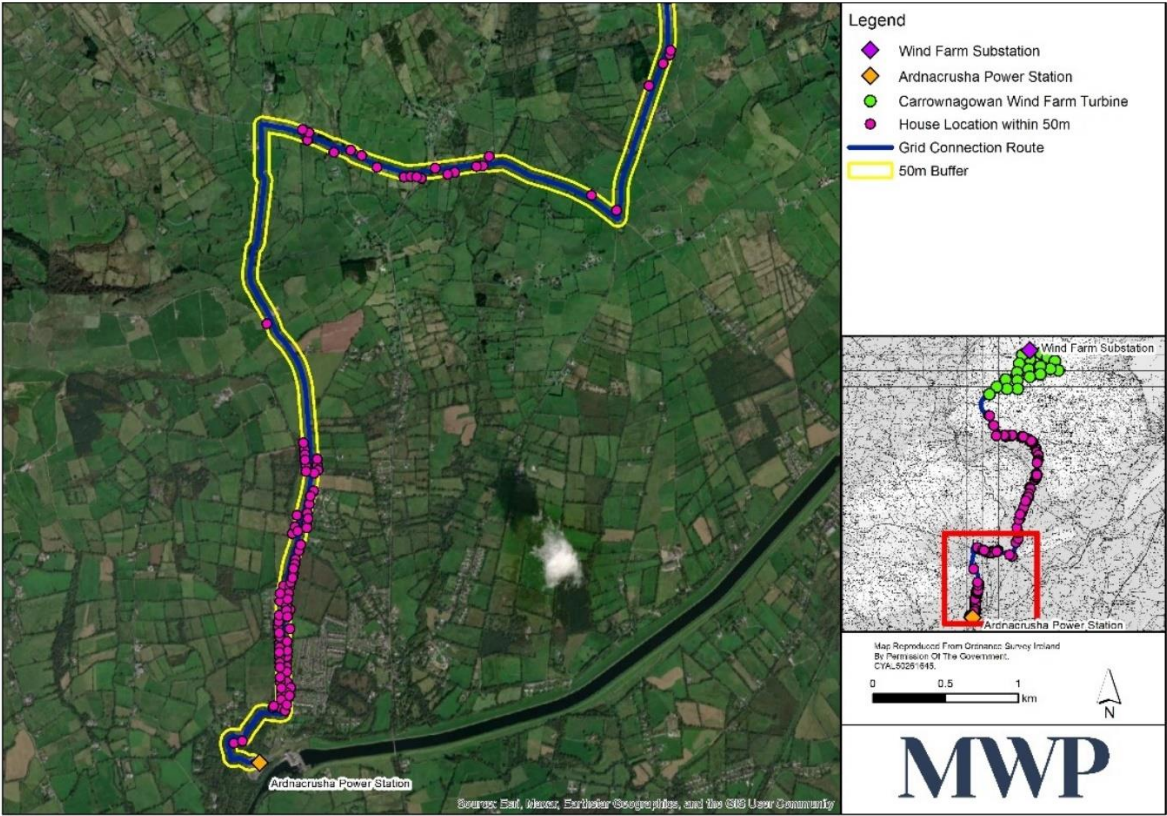 Legend
Wind Farm Substation
Ardnacrusha Power Station
Carrownagowan Wind Farm Turbine
House Location within 50m
Grid Connection Route
50m Buffer
Wind Farm Substation
Ardnacrusha Power Station
Map Reproduced From Ordnance Survey Ireland
By Permission Of The Government.
CYAL50261645.
0 0.5 1
km
N
MWP
Ardnacrusha Power Station
Source: Esri, Maxar, Earthstar Geographics, and the GIS User Community